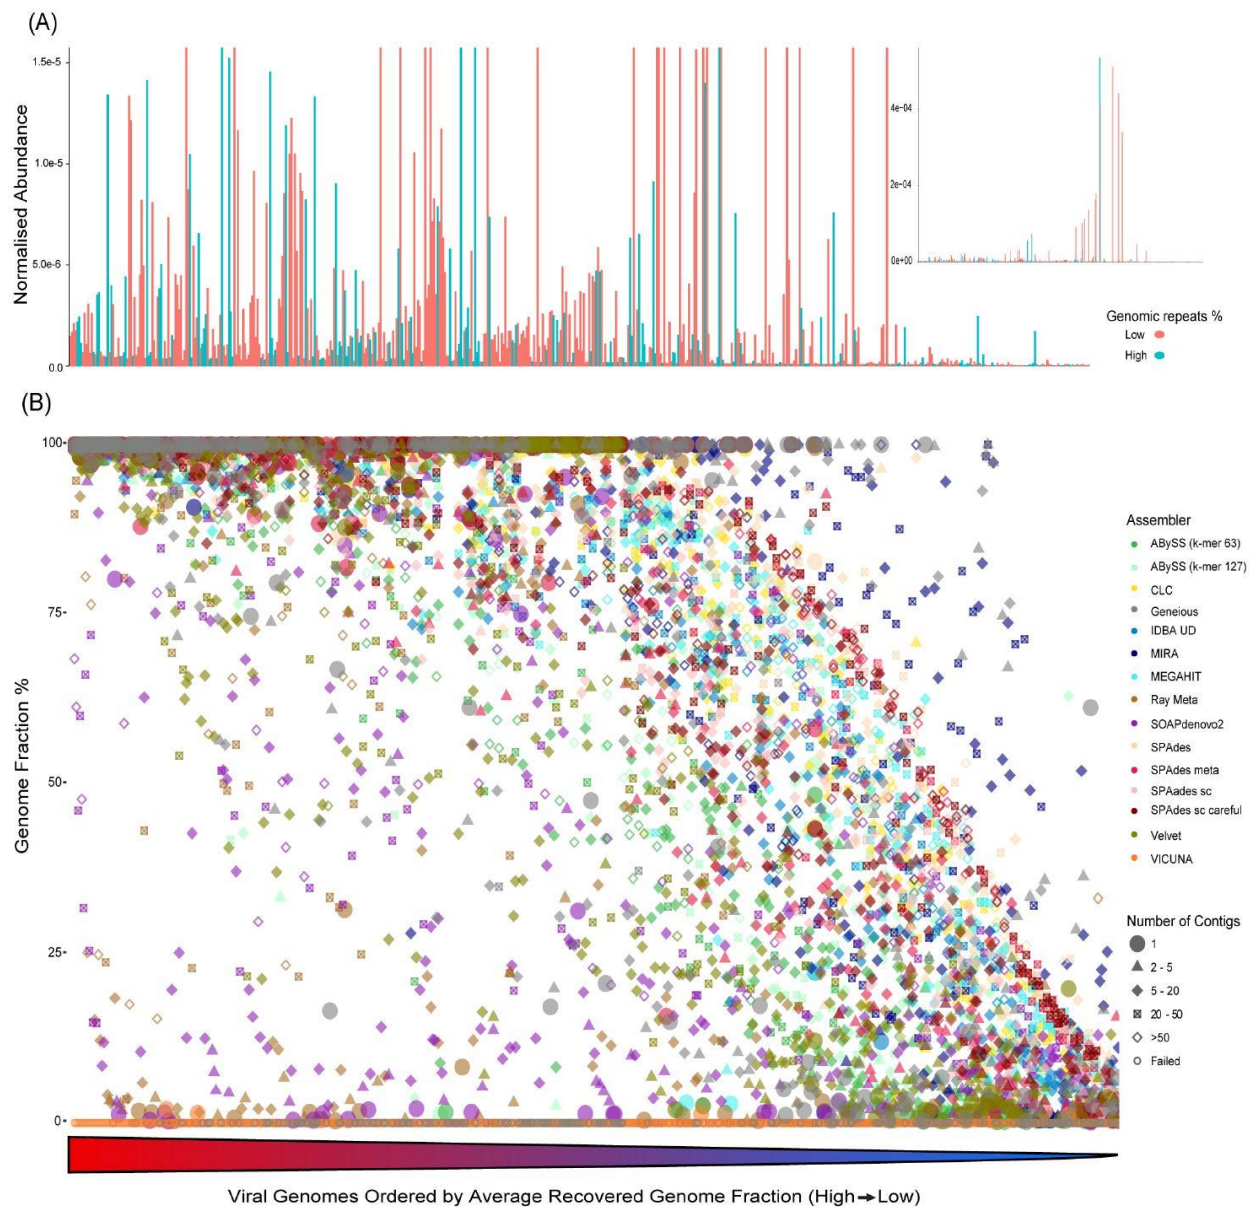 (A)
Normalised Abundance
1.5e-5
1.0e-5
5.0e-6
0.0
4e-04
2e-04
0e+00
Genomic repeats %
Low
High
(B)
Genome Fraction %
100
75
50
25
0
Assembler
ABySS (k-mer 63)
ABySS (k-mer 127)
CLC
Geneious
IDBA UD
MIRA
MEGAHIT
Ray Meta
SOAPdenovo2
SPAdes
SPAdes meta
SPAades sc
SPAdes sc careful
Velvet
VICUNA
Number of Contigs
1
2 - 5
5 - 20
20 - 50
>50
Failed
Viral Genomes Ordered by Average Recovered Genome Fraction (High→Low)